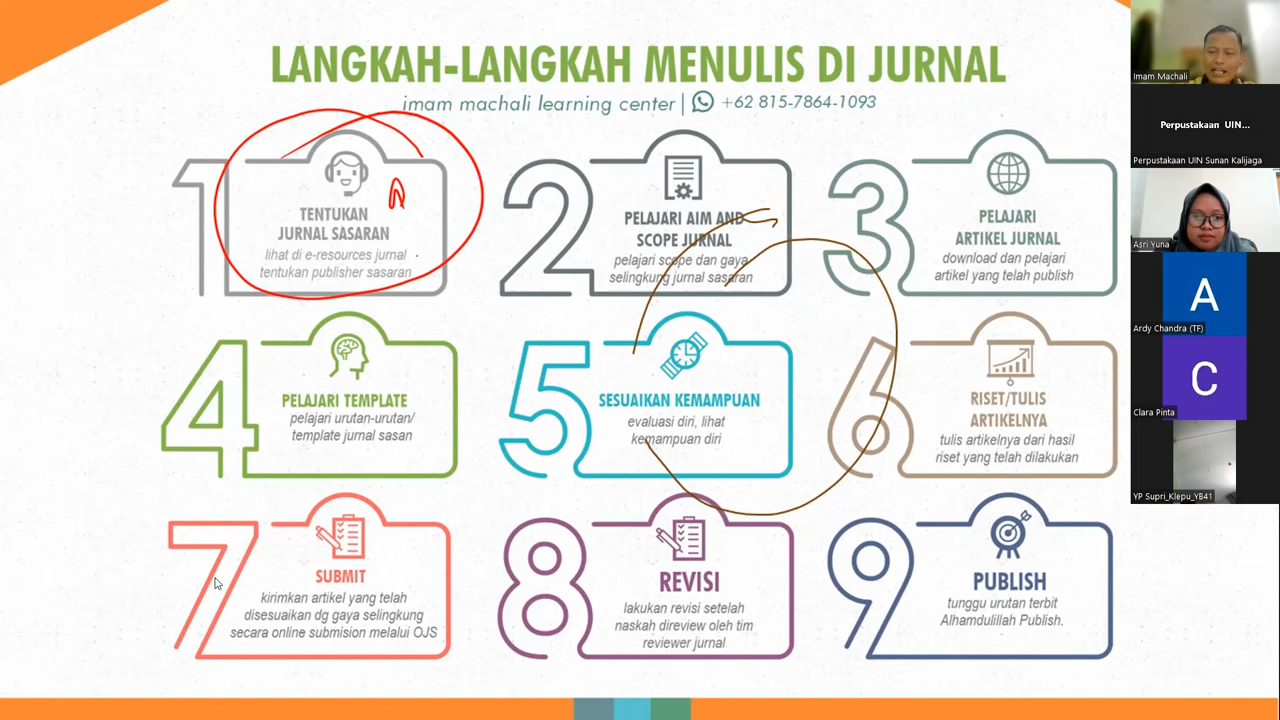 LANGKAH-LANGKAH MENULIS DI JURNAL
imam machali learning center | +62 815-7864-1093
1
TENTUKAN
JURNAL SASARAN
lihat di e-resources jurnal
tentukan publisher sasaran
2
PELAJARI AIM AND
SCOPE JURNAL
pelajari scope dan gaya
selingkung jurnal sasaran
3
PELAJARI
ARTIKEL JURNAL
download dan pelajari
artikel yang telah publish
4
PELAJARI TEMPLATE
pelajari urutan-urutan/
template jurnal sasan
5
SESUAIKAN KEMAMPUAN
evaluasi diri, lihat
kemampuan diri
6
RISET/TULIS
ARTIKELNYA
tulis artikelnya dari hasil
riset yang telah dilakukan
7
SUBMIT
kirimkan artikel yang telah
disesuaikan dg gaya selingkung
secara online submision melalui OJS
8
REVISI
lakukan revisi setelah
naskah direview oleh tim
reviewer jurnal
9
PUBLISH
tunggu urutan terbit
Alhamdulillah Publish.
Imam Machali
Perpustakaan UIN...
Perpustakaan UIN Sunan Kalijaga
Asri Yuna
A
Ardy Chandra (TF)
C
Clara Pinta
YP Supri_Klepu_YB41